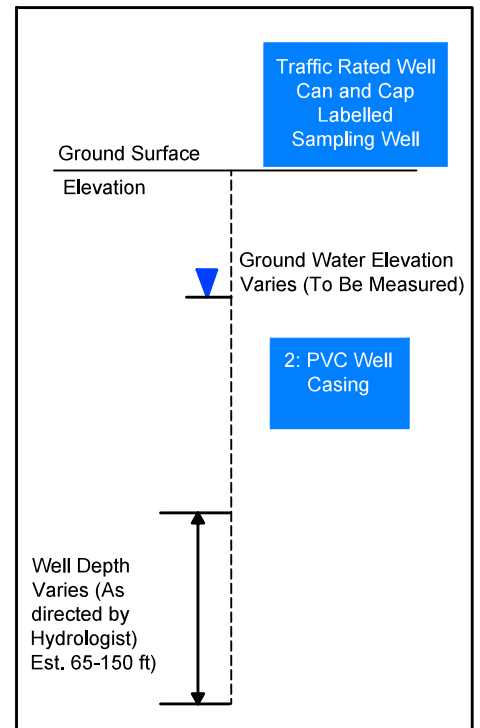 Traffic Rated Well
Can and Cap
Labelled
Sampling Well
Ground Surface
Elevation
Ground Water Elevation
Varies (To Be Measured)
2: PVC Well
Casing
Well Depth
Varies (As
directed by
Hydrologist)
Est. 65-150 ft)